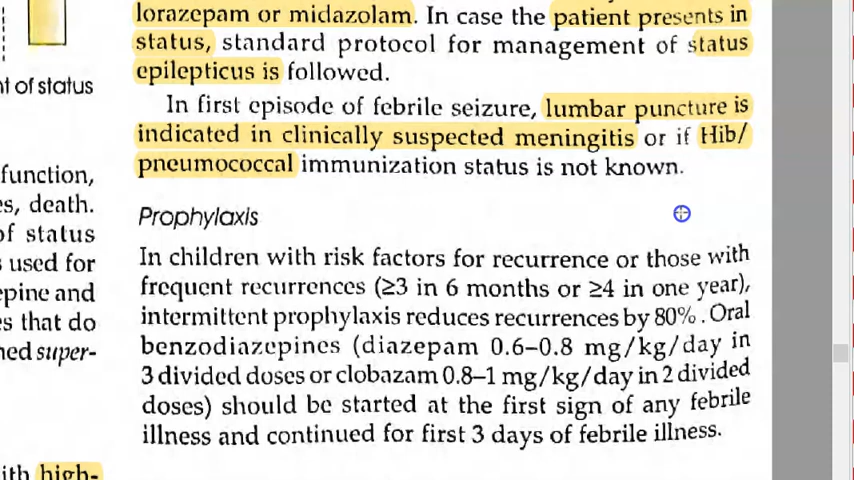 lorazepam or midazolam. In case the patient presents in
status, standard protocol for management of status
epilepticus is followed.
In first episode of febrile seizure, lumbar puncture is
indicated in clinically suspected meningitis or if Hib/
pneumococcal immunization status is not known.
Prophylaxis
In children with risk factors for recurrence or those with
frequent recurrences (≥3 in 6 months or ≥4 in one year),
intermittent prophylaxis reduces recurrences by 80%. Oral
benzodiazepines (diazepam 0.6–0.8 mg/kg/day in
3 divided doses or clobazam 0.8–1 mg/kg/day in 2 divided
doses) should be started at the first sign of any febrile
illness and continued for first 3 days of febrile illness.
of status
function,
death.
of status
used for
and
that do
super-
high-